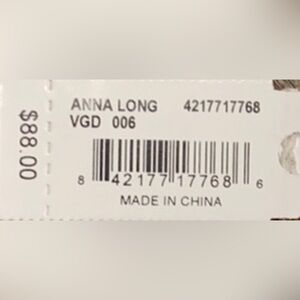 $88.00
ANNA LONG 4217717768
VGD 006
8 42177 17768 6
MADE IN CHINA